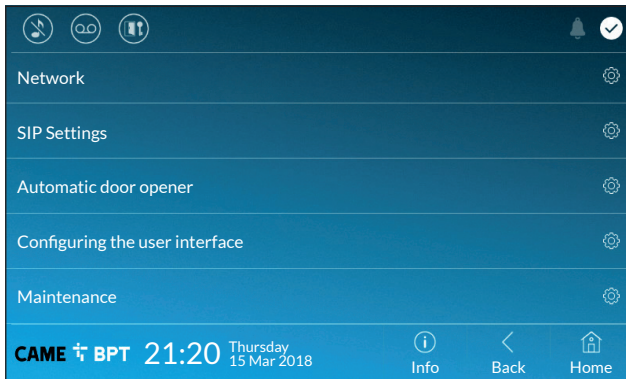 Network
SIP Settings
Automatic door opener
Configuring the user interface
Maintenance
CAME BPT 21:20 Thursday
15 Mar 2018
Info
Back
Home